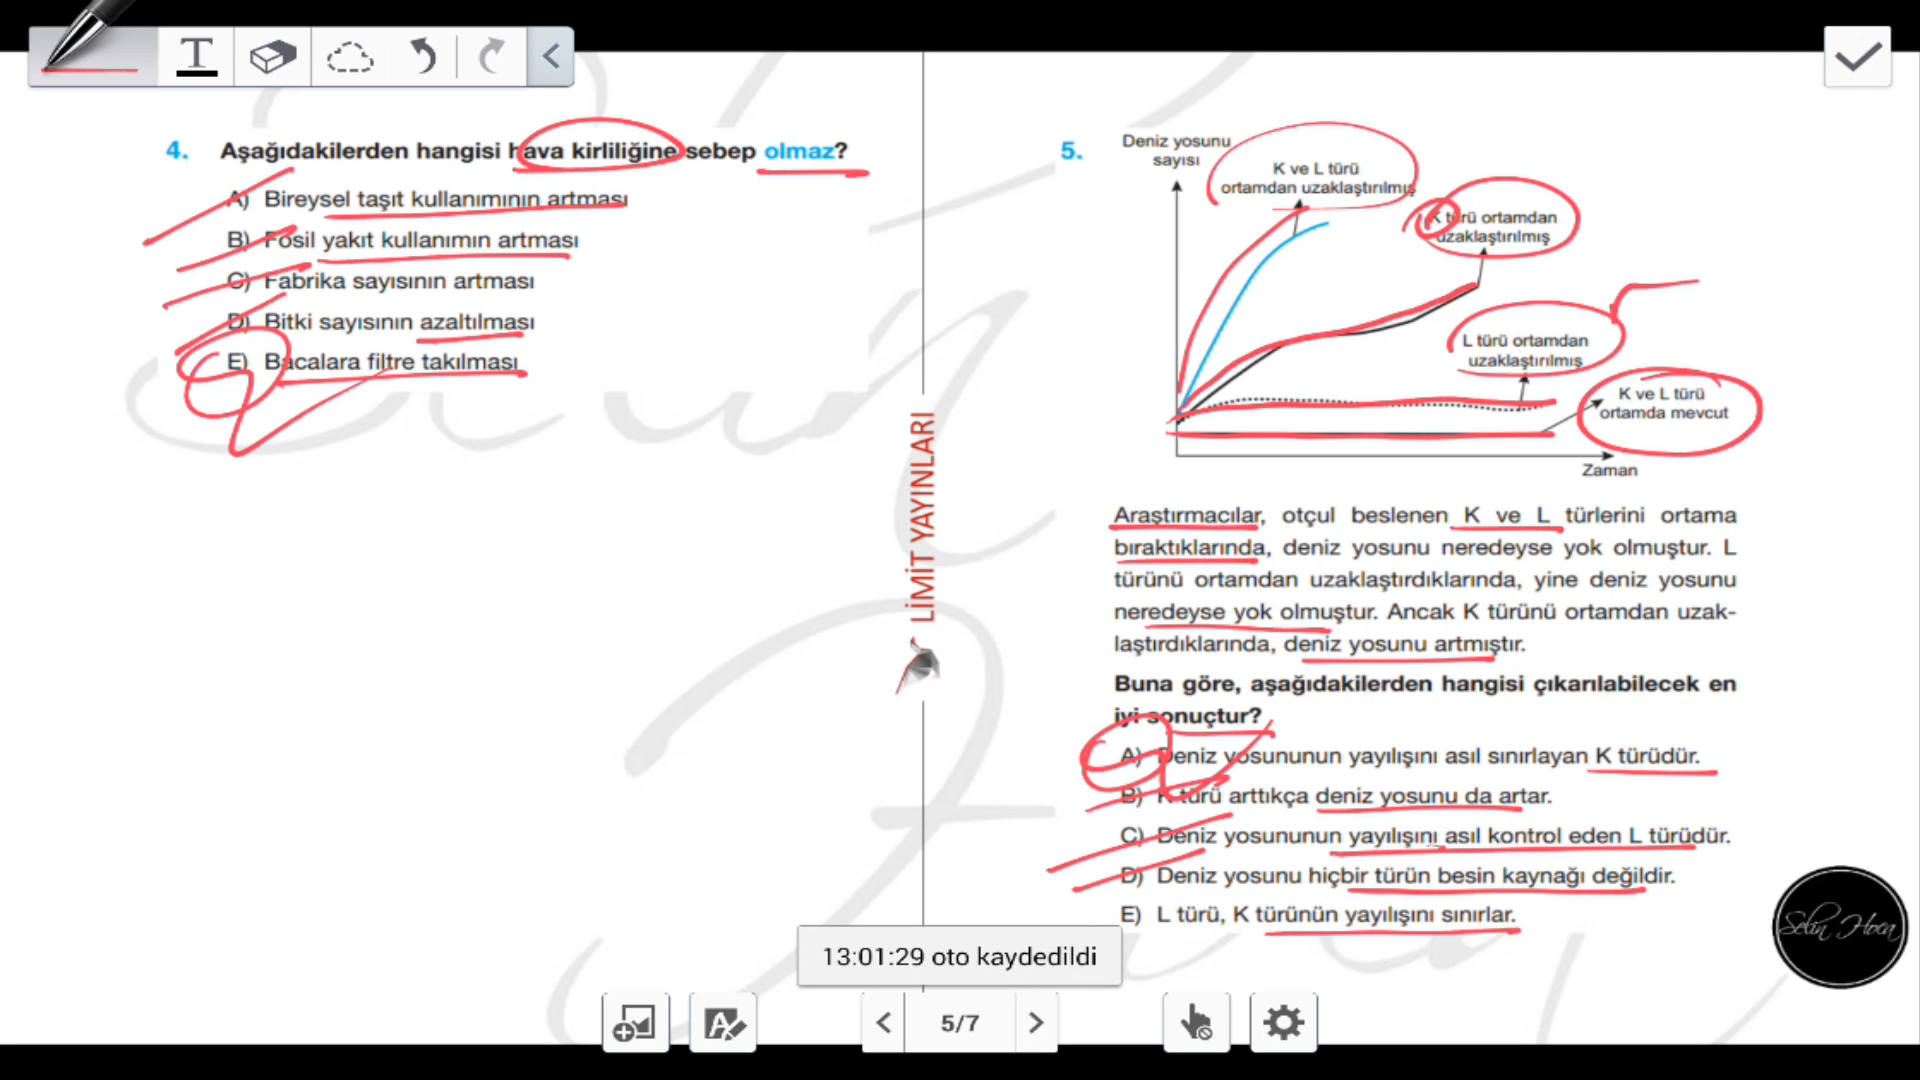 T
4. Aşağıdakilerden hangisi hava kirliliğine sebep olmaz?
A) Bireysel taşıt kullanımının artması
B) Fosil yakıt kullanımın artması
C) Fabrika sayısının artması
D) Bitki sayısının azaltılması
E) Bacalara filtre takılması
LİMİT YAYINLARI
5.
Deniz yosunu
sayısı
K ve L türü
ortamdan uzaklaştırılmış
K türü ortamdan
uzaklaştırılmış
L türü ortamdan
uzaklaştırılmış
K ve L türü
ortamda mevcut
Zaman
Araştırmacılar, otçul beslenen K ve L türlerini ortama
bıraktıklarında, deniz yosunu neredeyse yok olmuştur. L
türünü ortamdan uzaklaştırdıklarında, yine deniz yosunu
neredeyse yok olmuştur. Ancak K türünü ortamdan uzak-
laştırdıklarında, deniz yosunu artmıştır.
Buna göre, aşağıdakilerden hangisi çıkarılabilecek en
iyi sonuçtur?
A) Deniz yosununun yayılışını asıl sınırlayan K türüdür.
B) K türü arttıkça deniz yosunu da artar.
C) Deniz yosununun yayılışını asıl kontrol eden L türüdür.
D) Deniz yosunu hiçbir türün besin kaynağı değildir.
E) L türü, K türünün yayılışını sınırlar.
Selin Hoca
13:01:29 oto kaydedildi
A
5/7